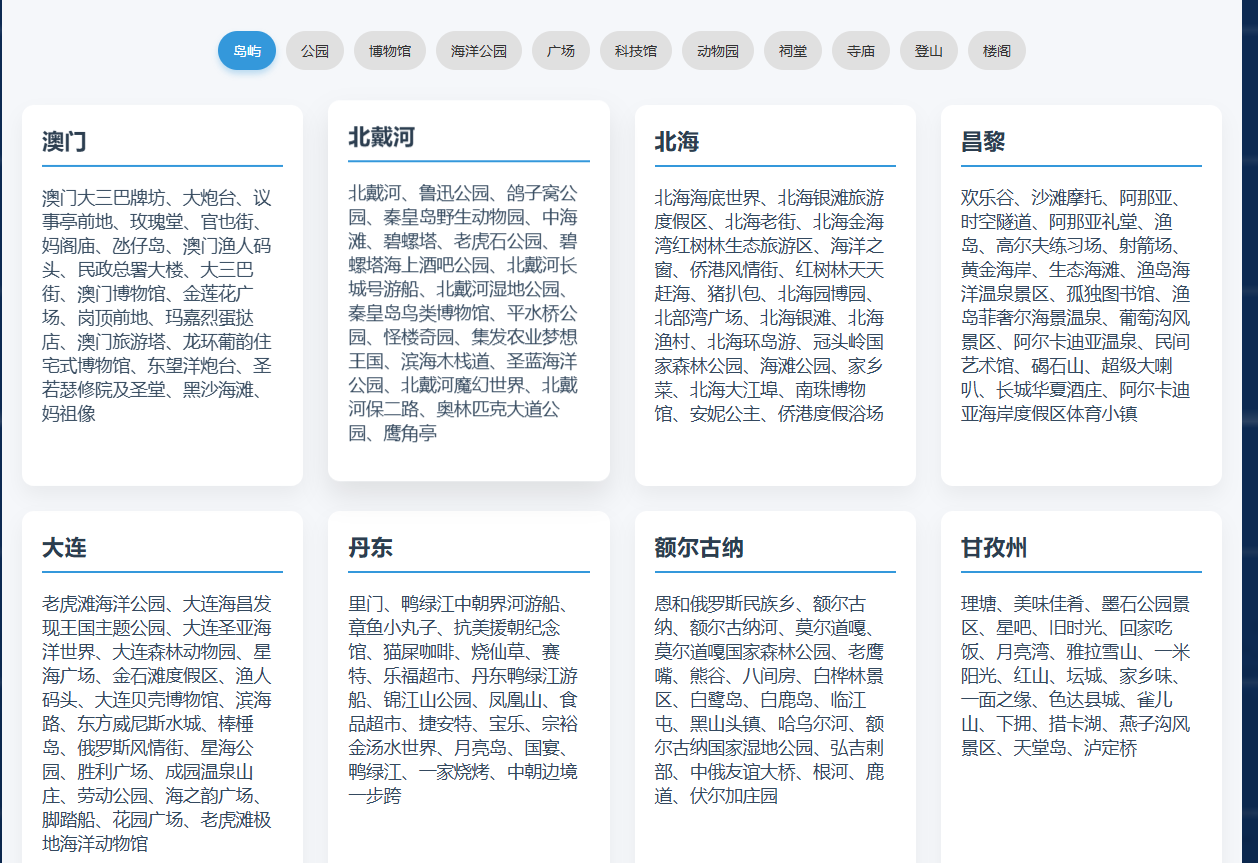 岛屿 公园 博物馆 海洋公园 广场 科技馆 动物园 祠堂 寺庙 登山 楼阁
澳门
澳门大三巴牌坊、大炮台、议
事亭前地、玫瑰堂、官也街、
妈阁庙、氹仔岛、澳门渔人码
头、民政总署大楼、大三巴
街、澳门博物馆、金莲花广
场、岗顶前地、玛嘉烈蛋挞
店、澳门旅游塔、龙环葡韵住
宅式博物馆、东望洋炮台、圣
若瑟修院及圣堂、黑沙海滩、
妈祖像
北戴河
北戴河、鲁迅公园、鸽子窝公
园、秦皇岛野生动物园、中海
滩、碧螺塔、老虎石公园、碧
螺塔海上酒吧公园、北戴河长
城号游船、北戴河湿地公园、
秦皇岛鸟类博物馆、平水桥公
园、怪楼奇园、集发农业梦想
王国、滨海木栈道、圣蓝海洋
公园、北戴河魔幻世界、北戴
河保二路、奥林匹克大道公
园、鹰角亭
北海
北海海底世界、北海银滩旅游
度假区、北海老街、北海金海
湾红树林生态旅游区、海洋之
窗、侨港风情街、红树林天天
赶海、猪扒包、北海园博园、
北部湾广场、北海银滩、北海
渔村、北海环岛游、冠头岭国
家森林公园、海滩公园、家乡
菜、北海大江埠、南珠博物
馆、安妮公主、侨港度假浴场
昌黎
欢乐谷、沙滩摩托、阿那亚、
时空隧道、阿那亚礼堂、渔
岛、高尔夫练习场、射箭场、
黄金海岸、生态海滩、渔岛海
洋温泉景区、孤独图书馆、渔
岛菲奢尔海景温泉、葡萄沟风
景区、阿尔卡迪亚温泉、民间
艺术馆、碣石山、超级大喇
叭、长城华夏酒庄、阿尔卡迪
亚海岸度假区体育小镇
大连
老虎滩海洋公园、大连海昌发
现王国主题公园、大连圣亚海
洋世界、大连森林动物园、星
海广场、金石滩度假区、渔人
码头、大连贝壳博物馆、滨海
路、东方威尼斯水城、棒棰
岛、俄罗斯风情街、星海公
园、胜利广场、成园温泉山
庄、劳动公园、海之韵广场、
脚踏船、花园广场、老虎滩极
地海洋动物馆
丹东
里门、鸭绿江中朝界河游船、
章鱼小丸子、抗美援朝纪念
馆、猫屎咖啡、烧仙草、赛
特、乐福超市、丹东鸭绿江游
船、锦江山公园、凤凰山、食
品超市、捷安特、宝乐、宗裕
金汤水世界、月亮岛、国宴、
鸭绿江、一家烧烤、中朝边境
一步跨
额尔古纳
恩和俄罗斯民族乡、额尔古
纳、额尔古纳河、莫尔道嘎、
莫尔道嘎国家森林公园、老鹰
嘴、熊谷、八间房、白桦林景
区、白鹭岛、白鹿岛、临江
屯、黑山头镇、哈乌尔河、额
尔古纳国家湿地公园、弘吉剌
部、中俄友谊大桥、根河、鹿
道、伏尔加庄园
甘孜州
理塘、美味佳肴、墨石公园景
区、星吧、旧时光、回家吃
饭、月亮湾、雅拉雪山、一米
阳光、红山、坛城、家乡味、
一面之缘、色达县城、雀儿
山、下拥、措卡湖、燕子沟风
景区、天堂岛、泸定桥